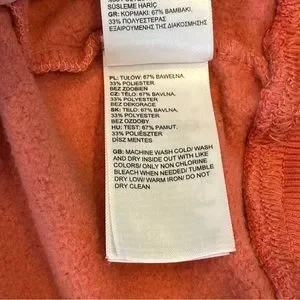 SÜSLEME HARİÇ
GR: ΚΟΡΜΑΚΙ: 67% ΒΑΜΒΑΚΙ,
33% ΠΟΛΥΕΣΤΕΡΑΣ
ΕΞΑΙΡΟΥΜΕΝΗΣ ΤΗΣ ΔΙΑΚΟΣΜΗΣΗΣ
PL: TUŁÓW: 67% BAWEŁNA,
33% POLIESTER
BEZ ZDOBIEŃ
CZ: TĚLO: 67% BAVLNA,
33% POLYESTER
BEZ DEKORACE
SK: TELO: 67% BAVLNA,
33% POLYESTER
BEZ OZDOBY
HU: TEST: 67% PAMUT,
33% POLIÉSZTER
DÍSZ MENTES
GB: MACHINE WASH COLD/ WASH
AND DRY INSIDE OUT WITH LIKE
COLORS/ ONLY NON CHLORINE
BLEACH WHEN NEEDED/ TUMBLE
DRY LOW/ WARM IRON/ DO NOT
DRY CLEAN